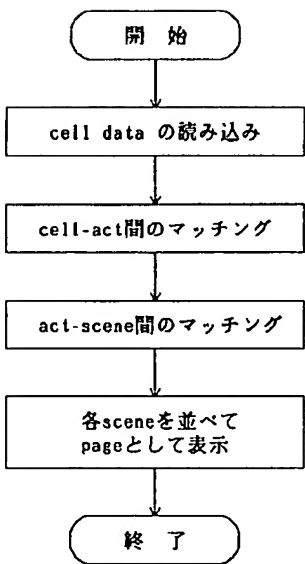 開 始
cell data の読み込み
cell-act間のマッチング
act-scene間のマッチング
各sceneを並べて
pageとして表示
終 了